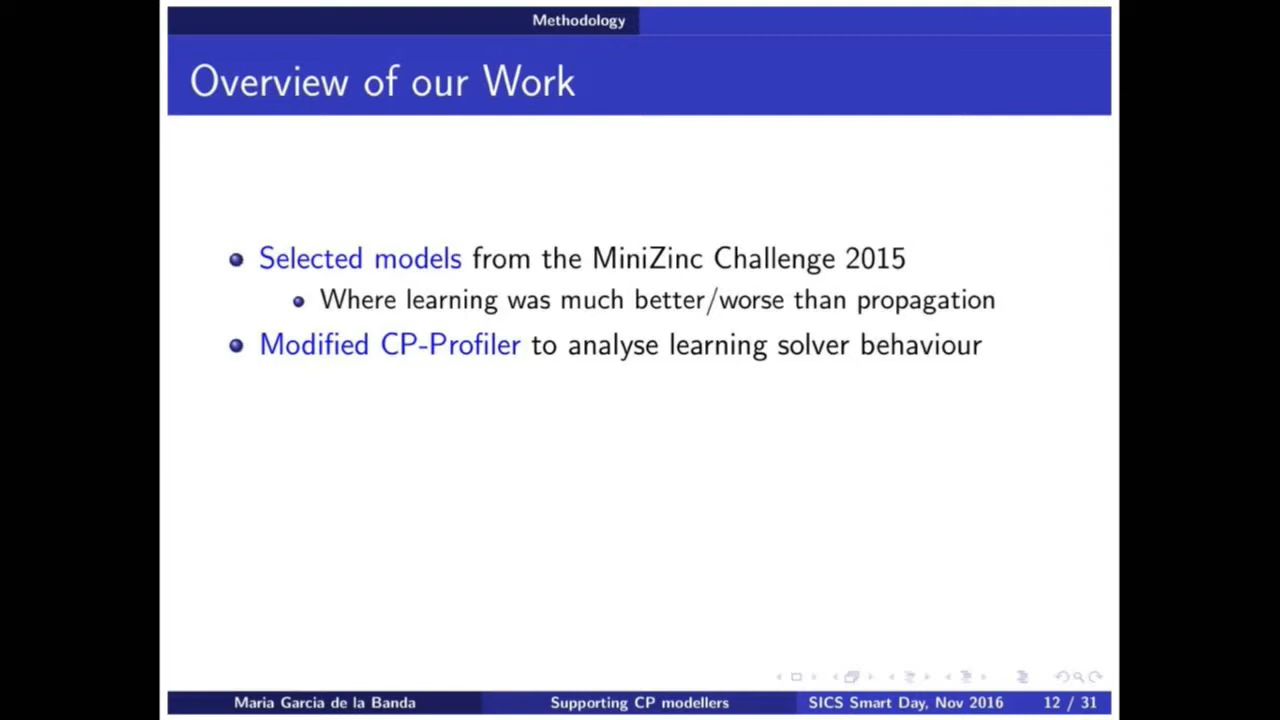 Methodology
Overview of our Work
Selected models from the MiniZinc Challenge 2015
Where learning was much better/worse than propagation
Modified CP-Profiler to analyse learning solver behaviour
Maria Garcia de la Banda
Supporting CP modellers
SICS Smart Day, Nov 2016
12 / 31